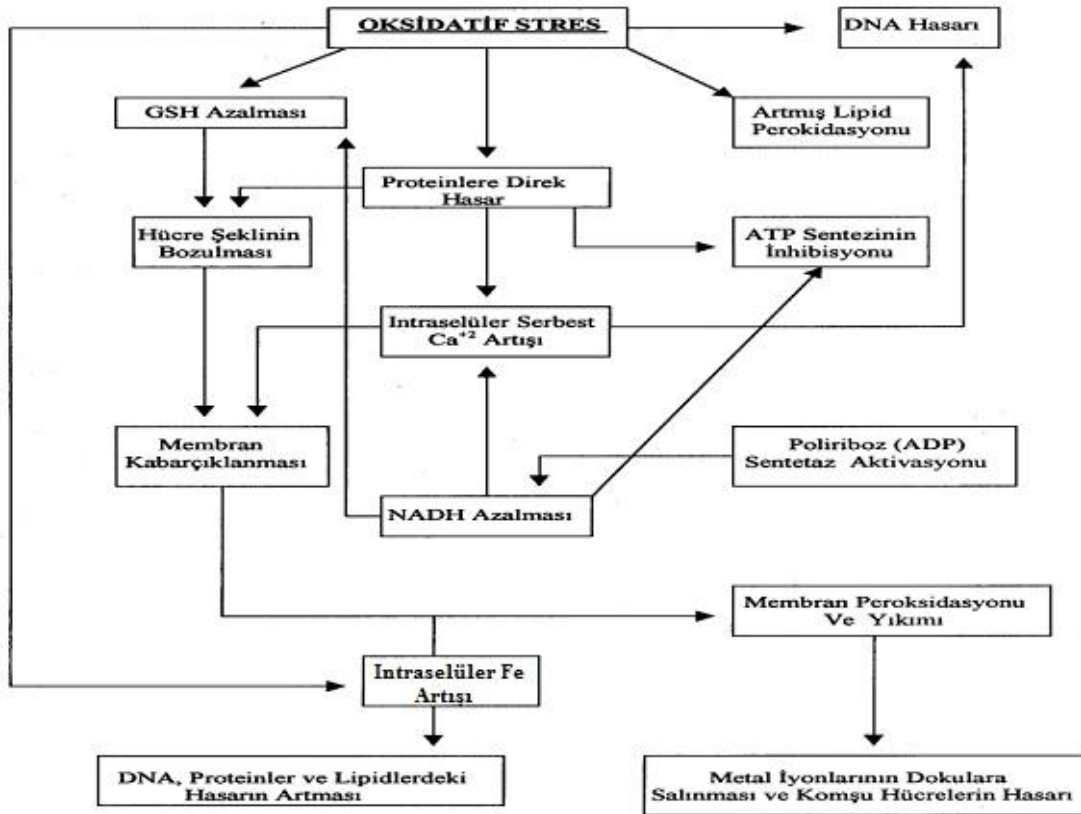 OKSİDATİF STRES
DNA Hasarı
GSH Azalması
Artmış Lipid
Perokidasyonu
Proteinlere Direk
Hasar
Hücre Şeklinin
Bozulması
ATP Sentezinin
İnhibisyonu
Intraselüler Serbest
Ca⁺² Artışı
Membran
Kabarçıklanması
Poliriboz (ADP)
Sentetaz Aktivasyonu
NADH Azalması
Membran Peroksidasyonu
Ve Yıkımı
Intraselüler Fe
Artışı
DNA, Proteinler ve Lipidlerdeki
Hasarın Artması
Metal İyonlarının Dokulara
Salınması ve Komşu Hücrelerin Hasarı